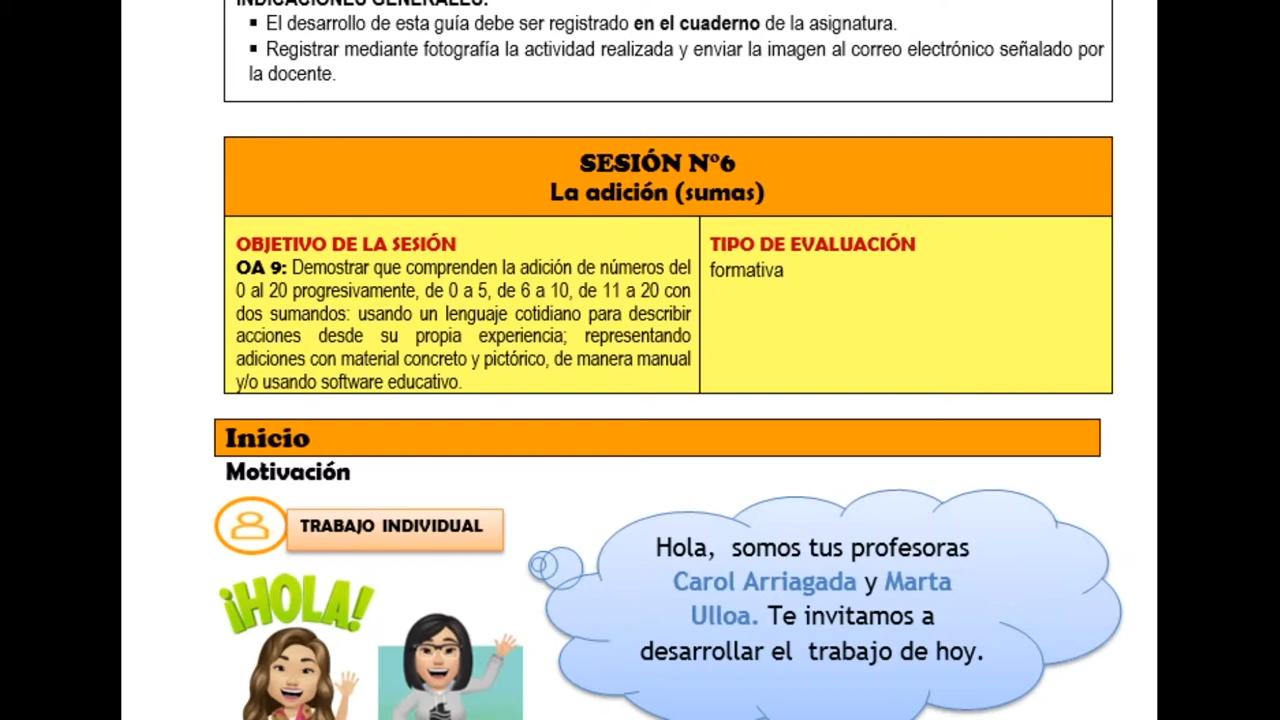 INDICACIONES GENERALES:
▪ El desarrollo de esta guía debe ser registrado en el cuaderno de la asignatura.
▪ Registrar mediante fotografía la actividad realizada y enviar la imagen al correo electrónico señalado por
la docente.
SESIÓN N°6
La adición (sumas)
OBJETIVO DE LA SESIÓN
OA 9: Demostrar que comprenden la adición de números del
0 al 20 progresivamente, de 0 a 5, de 6 a 10, de 11 a 20 con
dos sumandos: usando un lenguaje cotidiano para describir
acciones desde su propia experiencia; representando
adiciones con material concreto y pictórico, de manera manual
y/o usando software educativo.
TIPO DE EVALUACIÓN
formativa
Inicio
Motivación
TRABAJO INDIVIDUAL
¡HOLA!
Hola, somos tus profesoras
Carol Arriagada y Marta
Ulloa. Te invitamos a
desarrollar el trabajo de hoy.